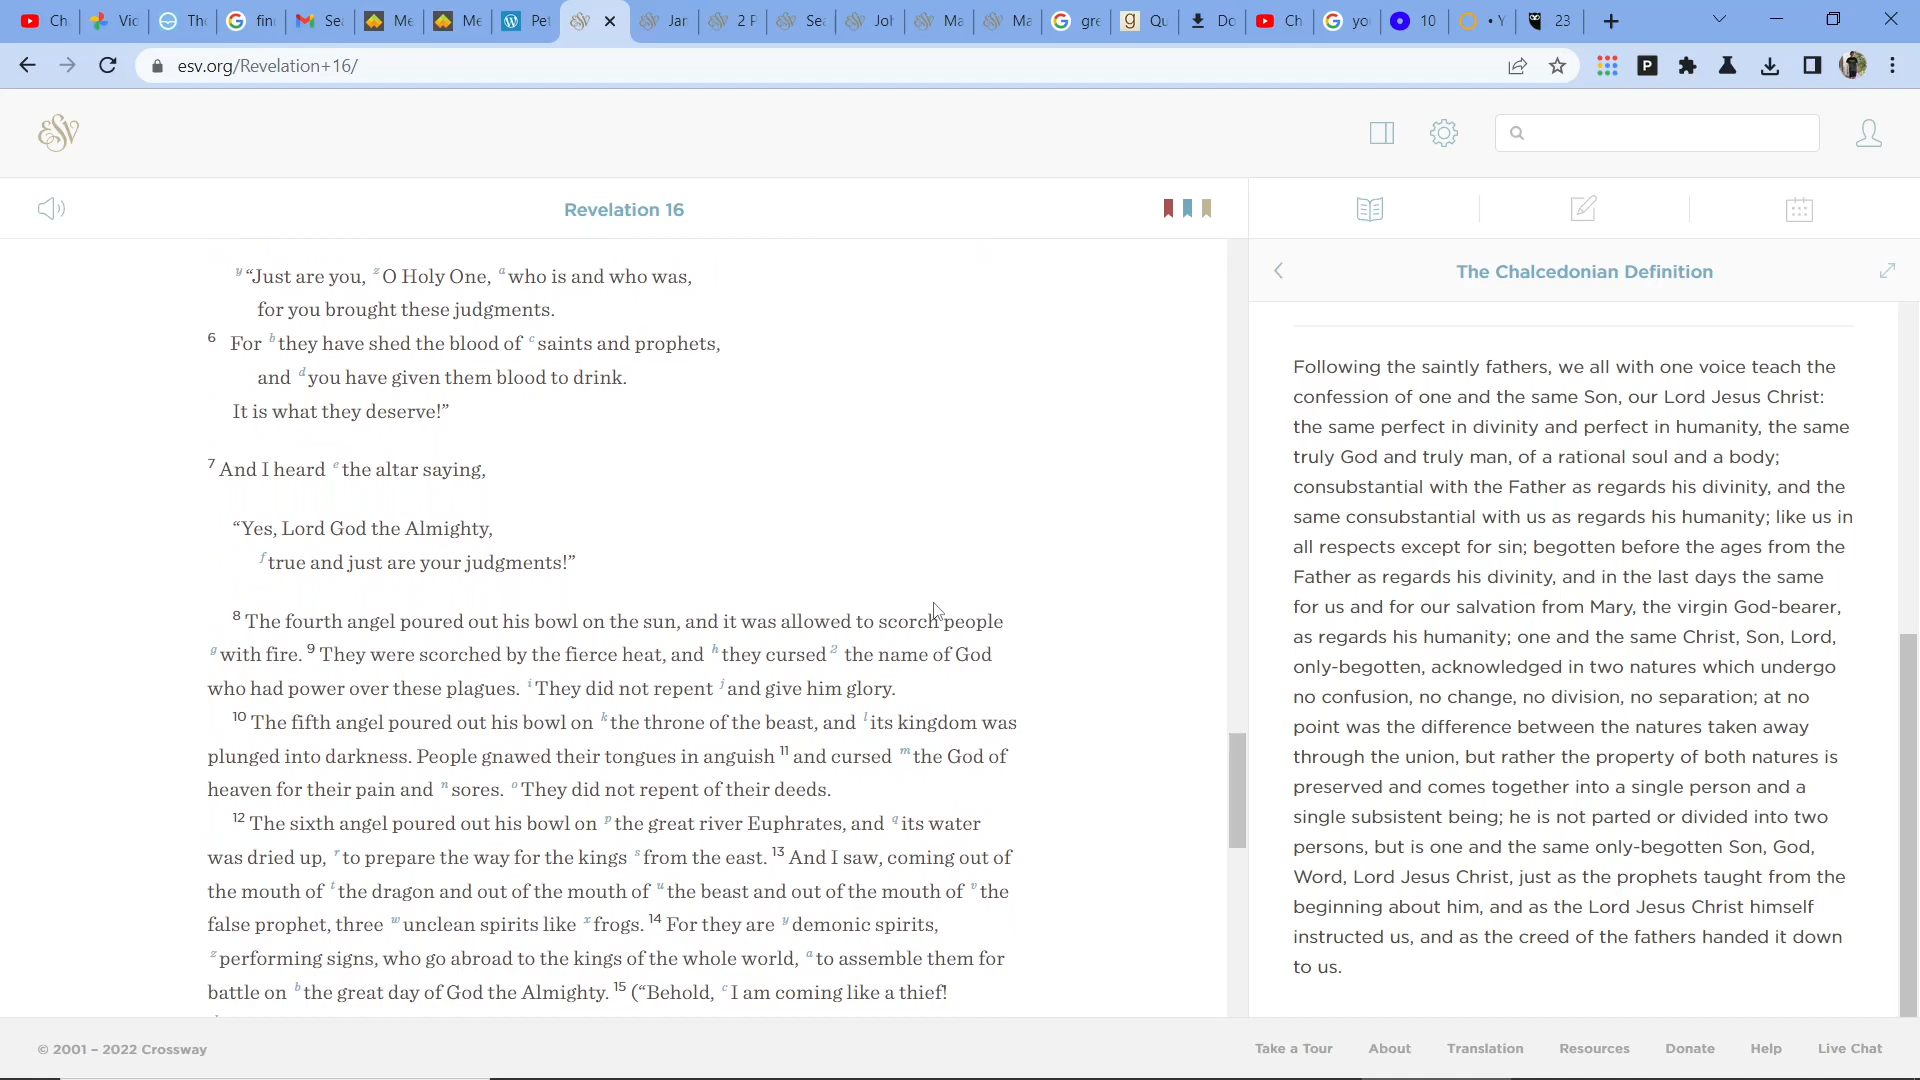 Ch
Vic
Th
fin
Se
Me
Me
Pe
Jar
2 P
Se
Joh
Ma
Ma
gre
Qu
Do
Ch
yo
10
• Y
23
esv.org/Revelation+16/
ESV
Revelation 16
y “Just are you, z O Holy One, a who is and who was,
for you brought these judgments.
6 For b they have shed the blood of c saints and prophets,
and d you have given them blood to drink.
It is what they deserve!”
7 And I heard e the altar saying,
“Yes, Lord God the Almighty,
f true and just are your judgments!”
8 The fourth angel poured out his bowl on the sun, and it was allowed to scorch people
g with fire. 9 They were scorched by the fierce heat, and h they cursed 2 the name of God
who had power over these plagues. i They did not repent j and give him glory.
10 The fifth angel poured out his bowl on k the throne of the beast, and l its kingdom was
plunged into darkness. People gnawed their tongues in anguish 11 and cursed m the God of
heaven for their pain and n sores. o They did not repent of their deeds.
12 The sixth angel poured out his bowl on p the great river Euphrates, and q its water
was dried up, r to prepare the way for the kings s from the east. 13 And I saw, coming out of
the mouth of t the dragon and out of the mouth of u the beast and out of the mouth of v the
false prophet, three w unclean spirits like x frogs. 14 For they are y demonic spirits,
z performing signs, who go abroad to the kings of the whole world, a to assemble them for
battle on b the great day of God the Almighty. 15 (“Behold, c I am coming like a thief!
The Chalcedonian Definition
Following the saintly fathers, we all with one voice teach the
confession of one and the same Son, our Lord Jesus Christ:
the same perfect in divinity and perfect in humanity, the same
truly God and truly man, of a rational soul and a body;
consubstantial with the Father as regards his divinity, and the
same consubstantial with us as regards his humanity; like us in
all respects except for sin; begotten before the ages from the
Father as regards his divinity, and in the last days the same
for us and for our salvation from Mary, the virgin God-bearer,
as regards his humanity; one and the same Christ, Son, Lord,
only-begotten, acknowledged in two natures which undergo
no confusion, no change, no division, no separation; at no
point was the difference between the natures taken away
through the union, but rather the property of both natures is
preserved and comes together into a single person and a
single subsistent being; he is not parted or divided into two
persons, but is one and the same only-begotten Son, God,
Word, Lord Jesus Christ, just as the prophets taught from the
beginning about him, and as the Lord Jesus Christ himself
instructed us, and as the creed of the fathers handed it down
to us.
© 2001 – 2022 Crossway
Take a Tour
About
Translation
Resources
Donate
Help
Live Chat